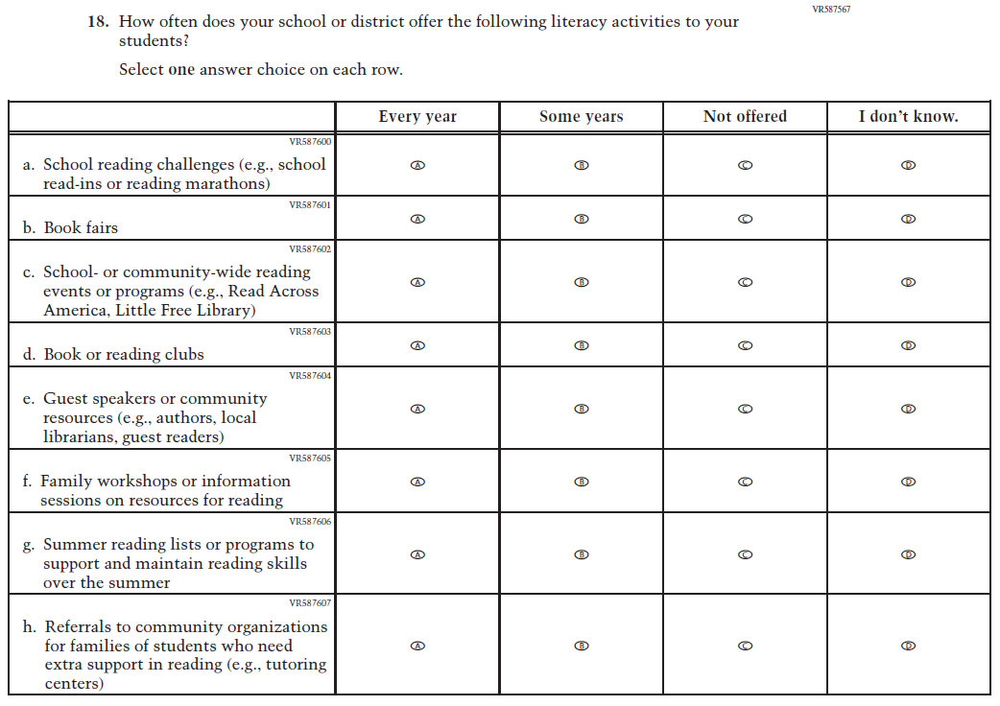 VR587567
18. How often does your school or district offer the following literacy activities to your
students?
Select one answer choice on each row.
Every year Some years Not offered I don't know.
VR587600
a. School reading challenges (e.g., school
read-ins or reading marathons)
A B C D
VR587601
b. Book fairs
A B C D
VR587602
c. School- or community-wide reading
events or programs (e.g., Read Across
America, Little Free Library)
A B C D
VR587603
d. Book or reading clubs
A B C D
VR587604
e. Guest speakers or community
resources (e.g., authors, local
librarians, guest readers)
A B C D
VR587605
f. Family workshops or information
sessions on resources for reading
A B C D
VR587606
g. Summer reading lists or programs to
support and maintain reading skills
over the summer
A B C D
VR587607
h. Referrals to community organizations
for families of students who need
extra support in reading (e.g., tutoring
centers)
A B C D